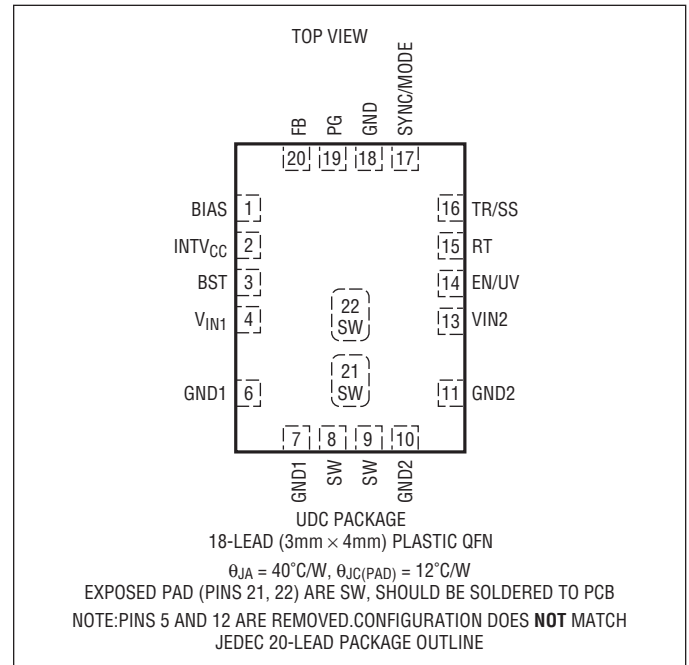 TOP VIEW
FB
PG
GND
SYNC/MODE
20
19
18
17
BIAS 1
16 TR/SS
INTVCC 2
15 RT
BST 3
14 EN/UV
VIN1 4
13 VIN2
22
SW
21
SW
GND1 6
11 GND2
7
8
9
10
GND1
SW
SW
GND2
UDC PACKAGE
18-LEAD (3mm × 4mm) PLASTIC QFN
θJA = 40°C/W, θJC(PAD) = 12°C/W
EXPOSED PAD (PINS 21, 22) ARE SW, SHOULD BE SOLDERED TO PCB
NOTE:PINS 5 AND 12 ARE REMOVED.CONFIGURATION DOES NOT MATCH
JEDEC 20-LEAD PACKAGE OUTLINE